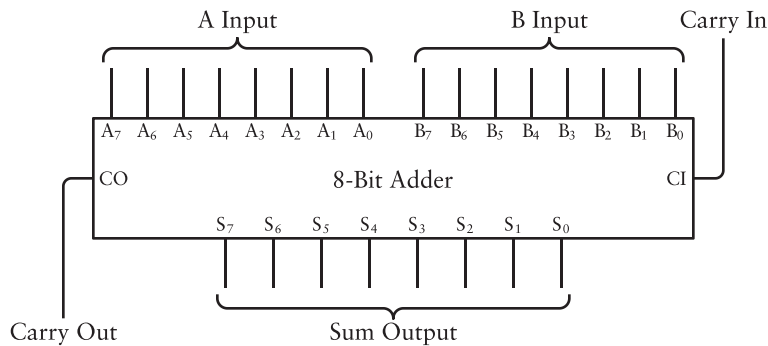 A Input B Input Carry In
A7 A6 A5 A4 A3 A2 A1 A0 B7 B6 B5 B4 B3 B2 B1 B0
CO 8-Bit Adder CI
S7 S6 S5 S4 S3 S2 S1 S0
Carry Out Sum Output